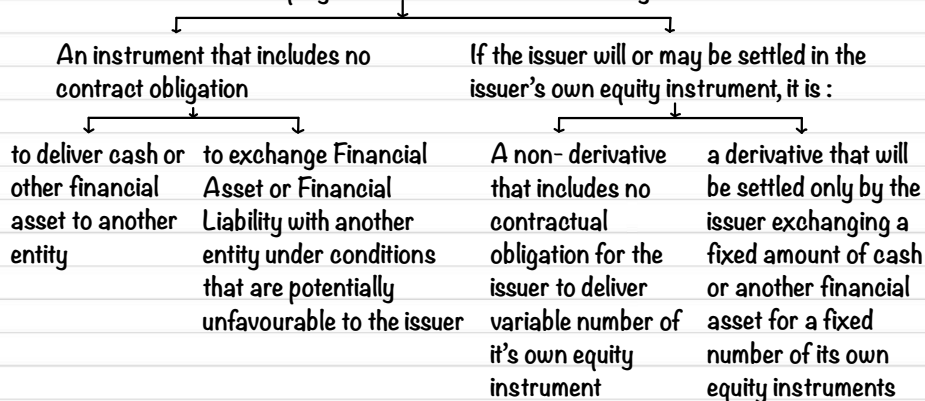 An instrument that includes no
contract obligation
If the issuer will or may be settled in the
issuer's own equity instrument, it is :
to deliver cash or
other financial
asset to another
entity
to exchange Financial
Asset or Financial
Liability with another
entity under conditions
that are potentially
unfavourable to the issuer
A non- derivative
that includes no
contractual
obligation for the
issuer to deliver
variable number of
it's own equity
instrument
a derivative that will
be settled only by the
issuer exchanging a
fixed amount of cash
or another financial
asset for a fixed
number of its own
equity instruments